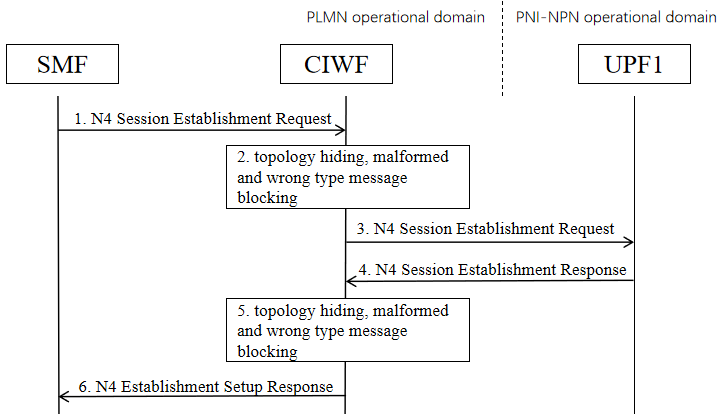 PLMN operational domain
PNI-NPN operational domain
SMF
CIWF
UPF1
1. N4 Session Establishment Request
2. topology hiding, malformed
and wrong type message
blocking
3. N4 Session Establishment Request
4. N4 Session Establishment Response
5. topology hiding, malformed
and wrong type message
blocking
6. N4 Establishment Setup Response